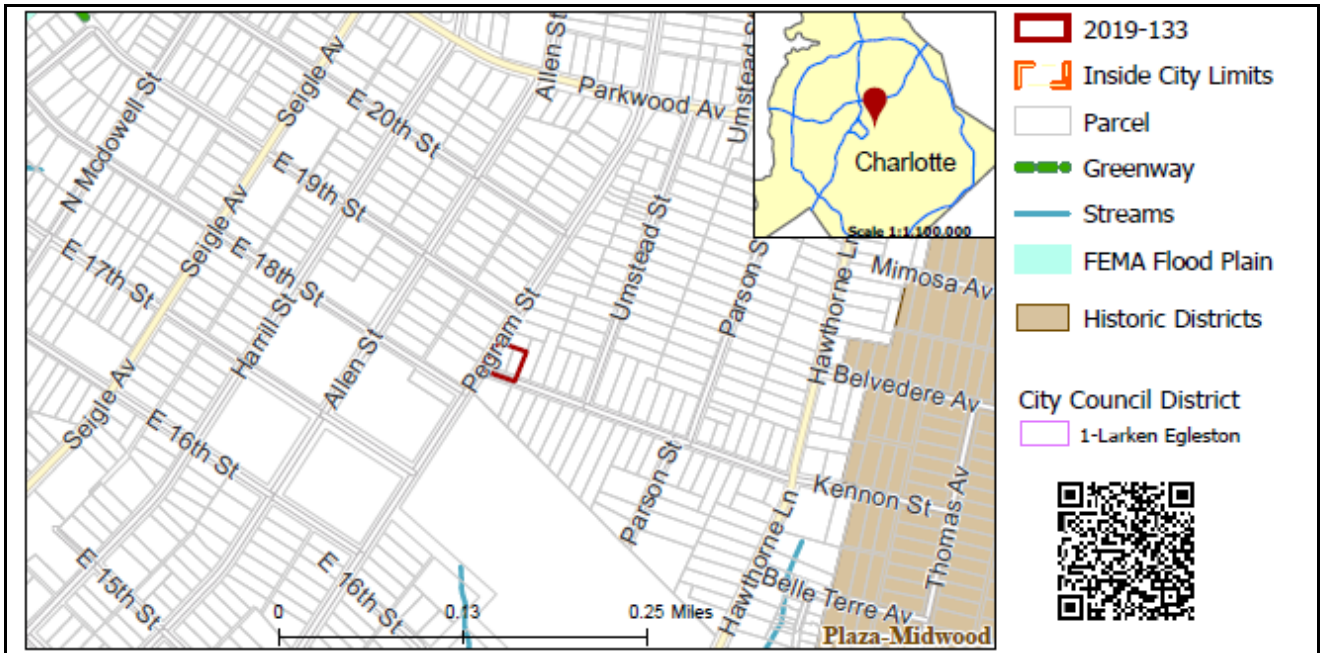 Allen St
Umstead St
Parkwood Av
Seigle Av
E 20th St
N Mcdowell St
E 19th St
Seigle Av
E 18th St
E 17th St
Harrill St
Allen St
Pegram St
Umstead St
Parson S
Hawthorne Ln
Mimosa Av
Belvedere Av
Seigle Av
E 16th St
Parson St
Kennon St
Thomas Av
Hawthorne Ln
E 15th St
E 16th St
Belle Terre Av
Plaza-Midwood
0 0.13 0.25 Miles
Charlotte
Scale 1:1,100,000
2019-133
Inside City Limits
Parcel
Greenway
Streams
FEMA Flood Plain
Historic Districts
City Council District
1-Larken Egleston